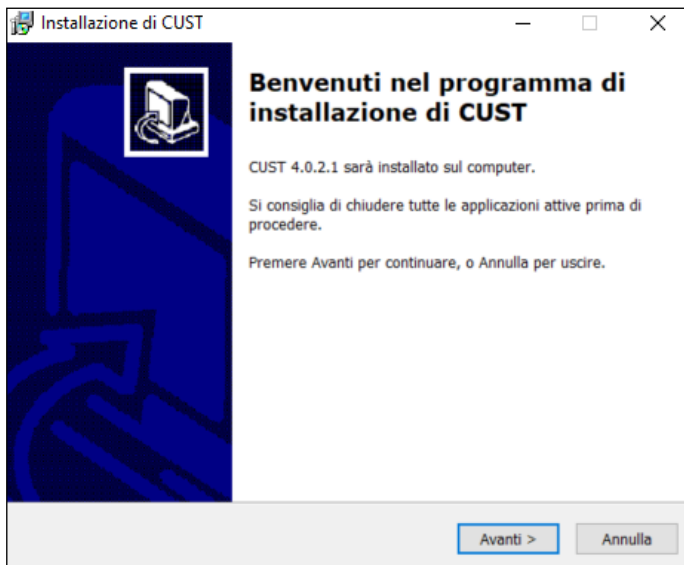 Installazione di CUST
Benvenuti nel programma di
installazione di CUST
CUST 4.0.2.1 sarà installato sul computer.
Si consiglia di chiudere tutte le applicazioni attive prima di
procedere.
Premere Avanti per continuare, o Annulla per uscire.
Avanti >
Annulla